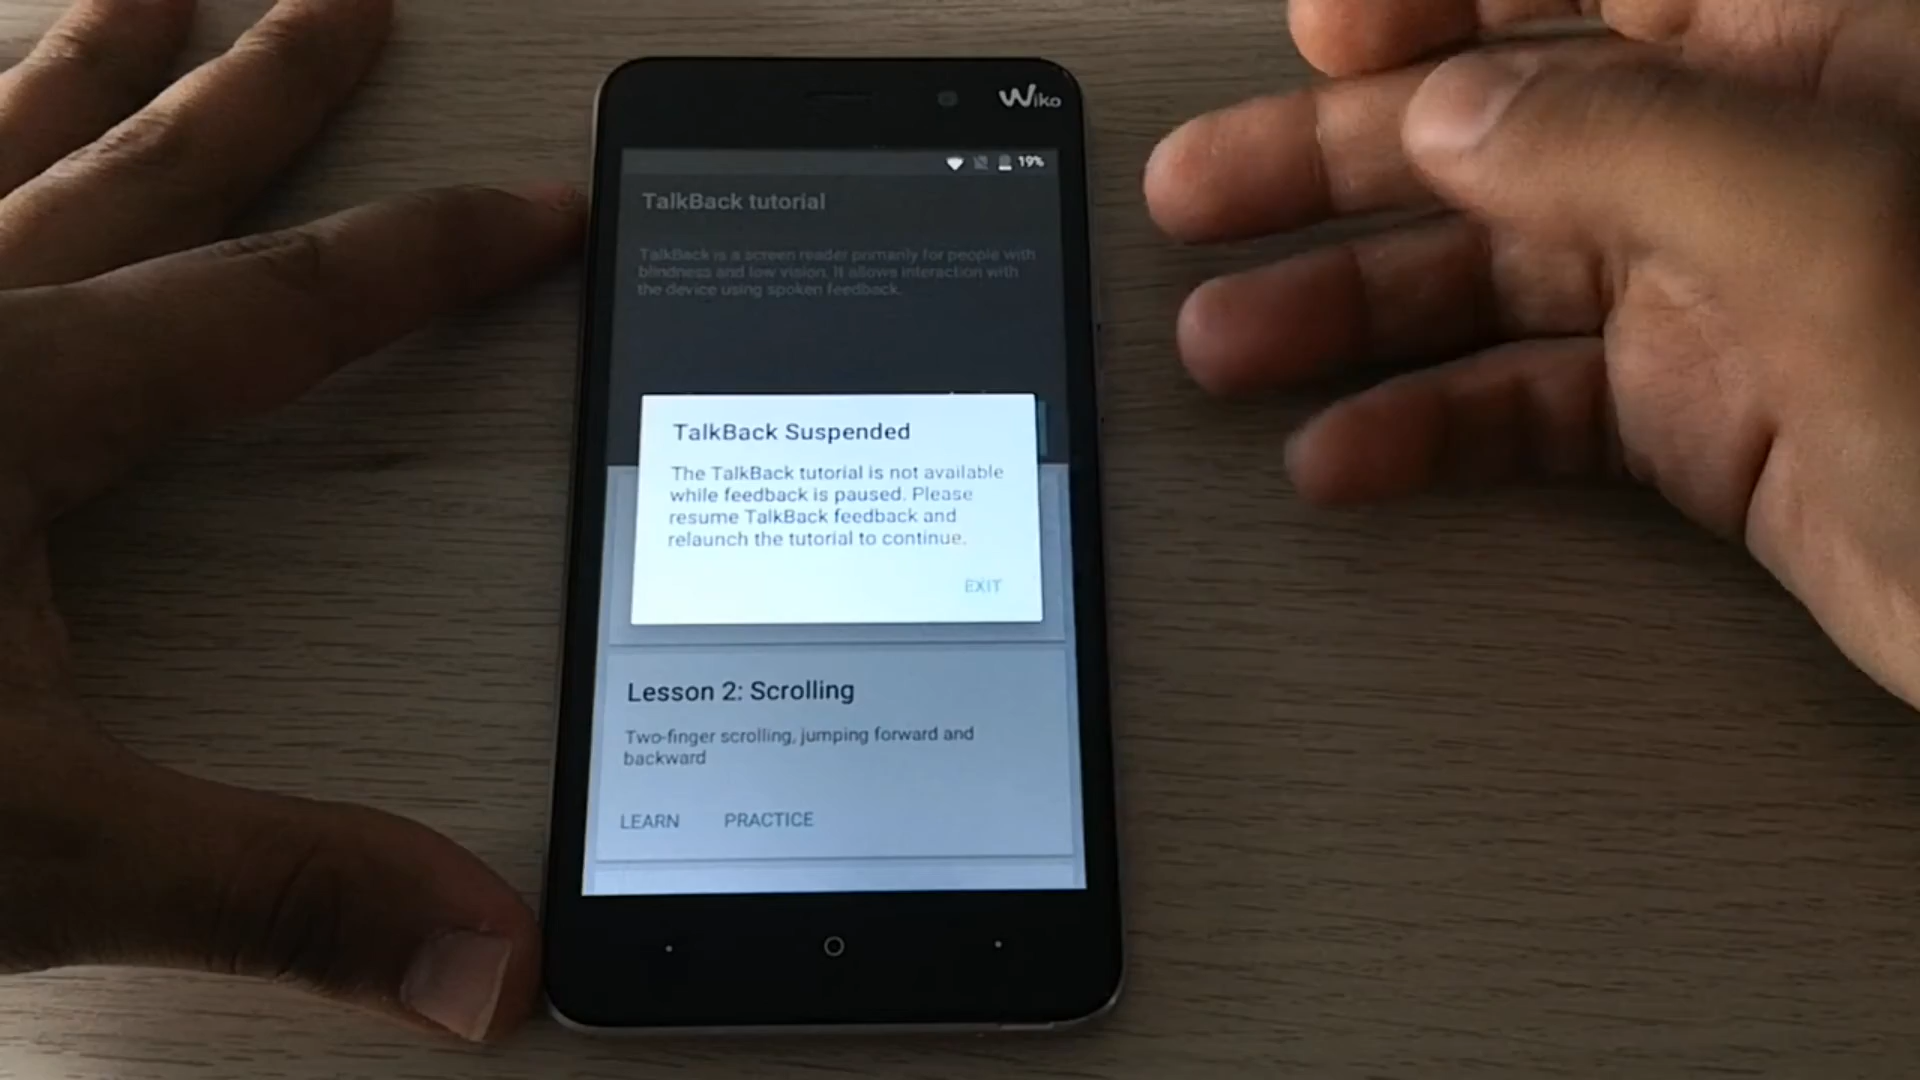 Wiko
19%
TalkBack tutorial
TalkBack is a screen reader primarily for people with
blindness and low vision. It allows interaction with
the device using spoken feedback.
TalkBack Suspended
The TalkBack tutorial is not available
while feedback is paused. Please
resume TalkBack feedback and
relaunch the tutorial to continue.
EXIT
Lesson 2: Scrolling
Two-finger scrolling, jumping forward and
backward
LEARN PRACTICE